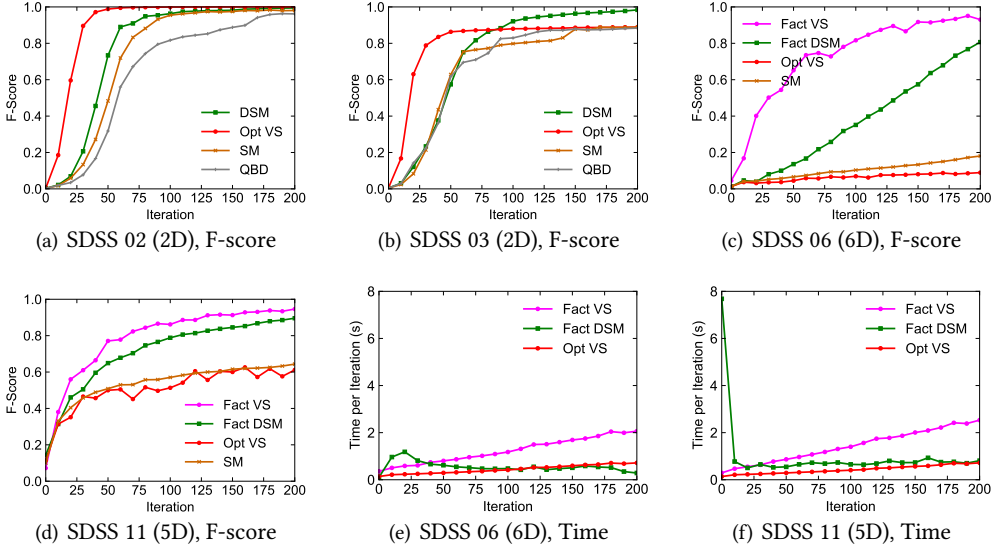 1.0
0.8
0.6
0.4
0.2
0.0
F-Score
DSM
Opt VS
SM
QBD
0 25 50 75 100 125 150 175 200
Iteration
(a) SDSS 02 (2D), F-score
1.0
0.8
0.6
0.4
0.2
0.0
F-Score
DSM
Opt VS
SM
QBD
0 25 50 75 100 125 150 175 200
Iteration
(b) SDSS 03 (2D), F-score
1.0
0.8
0.6
0.4
0.2
0.0
F-Score
Fact VS
Fact DSM
Opt VS
SM
0 25 50 75 100 125 150 175 200
Iteration
(c) SDSS 06 (6D), F-score
1.0
0.8
0.6
0.4
0.2
0.0
F-Score
Fact VS
Fact DSM
Opt VS
SM
0 25 50 75 100 125 150 175 200
Iteration
(d) SDSS 11 (5D), F-score
8
6
4
2
0
Time per Iteration (s)
Fact VS
Fact DSM
Opt VS
0 25 50 75 100 125 150 175 200
Iteration
(e) SDSS 06 (6D), Time
8
6
4
2
0
Time per Iteration (s)
Fact VS
Fact DSM
Opt VS
0 25 50 75 100 125 150 175 200
Iteration
(f) SDSS 11 (5D), Time